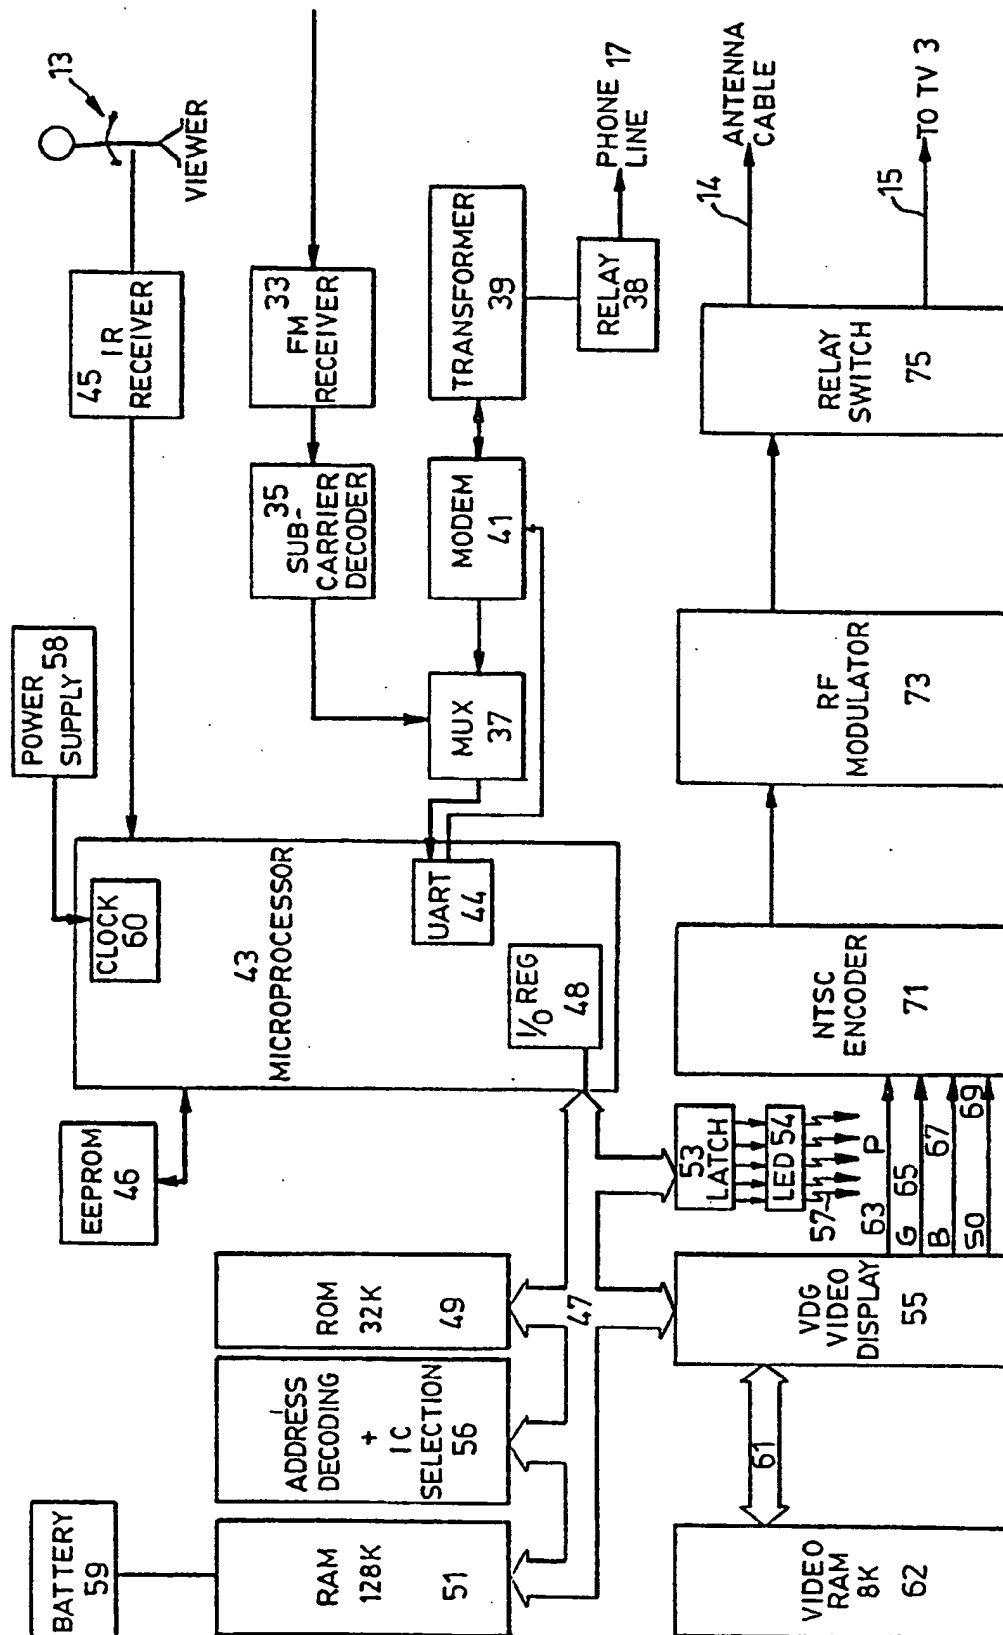 BATTERY
59
EEPROM
46
POWER
SUPPLY 58
45 IR
RECEIVER
13
VIEWER
RAM
128K
51
ADDRESS
DECODING
+
IC
SELECTION
56
ROM
32K
49
CLOCK
60
43
MICROPROCESSOR
UART
44
I/O REG
48
35
SUB-
CARRIER
DECODER
33
FM
RECEIVER
MUX
37
MODEM
41
TRANSFORMER
39
RELAY
38
PHONE 17
LINE
47
53
LATCH
LED 54
57
61
VIDEO
RAM
8K
62
VDG
VIDEO
DISPLAY
55
63 P
G 65
B 67
SO 69
NTSC
ENCODER
71
RF
MODULATOR
73
RELAY
SWITCH
75
14
ANTENNA
CABLE
15
TO TV 3